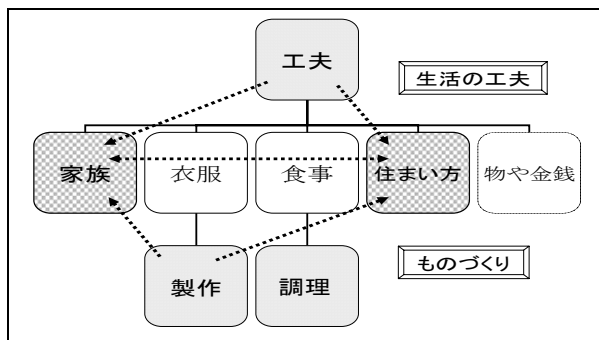 工夫
生活の工夫
家族
衣服
食事
住まい方
物や金銭
製作
調理
ものづくり